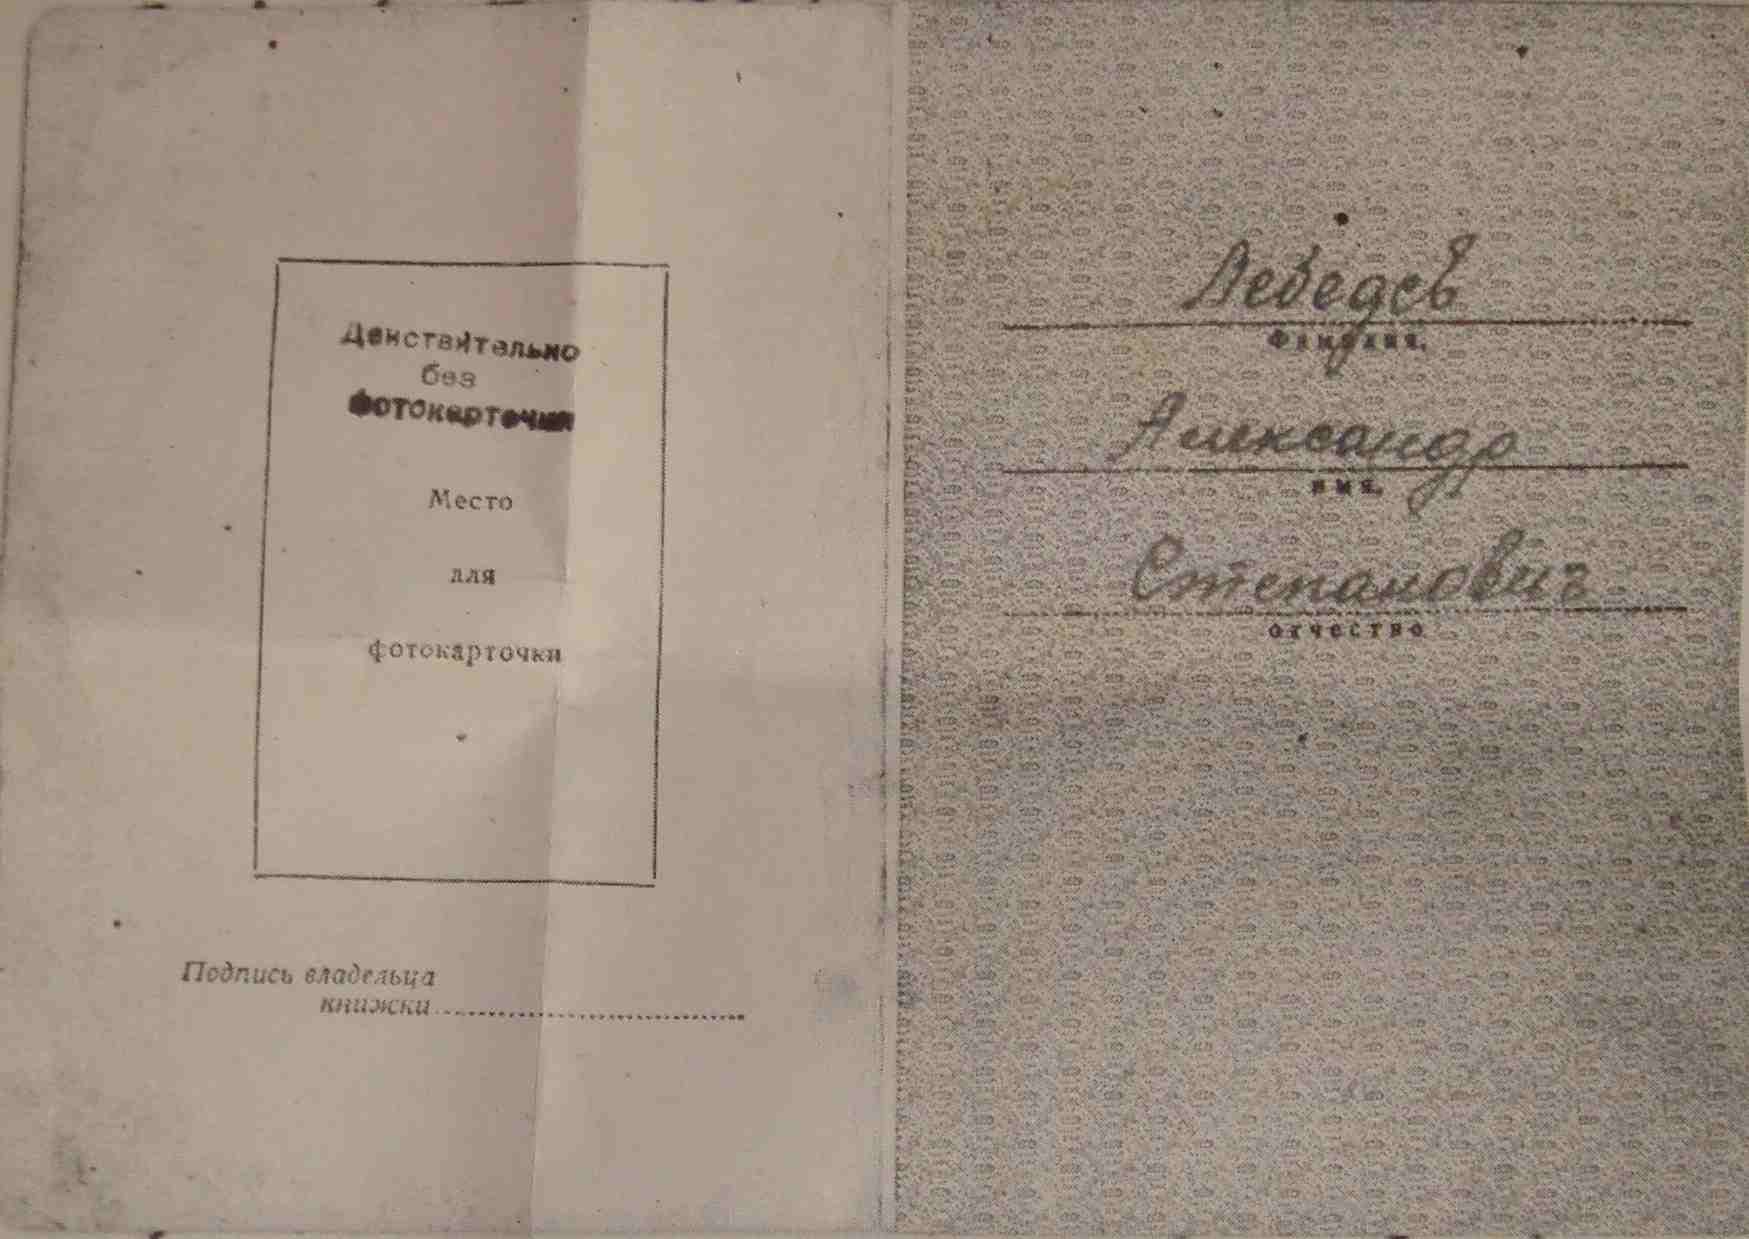 Действительно
без
фотокарточки
Место
для
фотокарточки
Подпись владельца
книжки
Лебедев
Фамилия,
Александр
имя,
Степанович
отчество